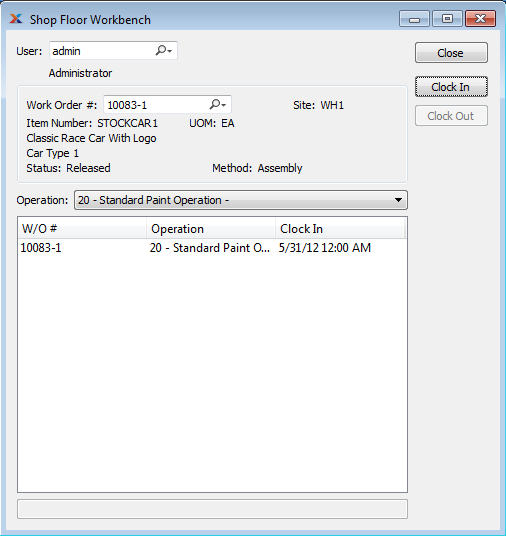 Shop Floor Workbench
User: admin
Close
Administrator
Clock In
Work Order #: 10083-1 Site: WH1
Clock Out
Item Number: STOCKCAR1 UOM: EA
Classic Race Car With Logo
Car Type 1
Status: Released Method: Assembly
Operation: 20 - Standard Paint Operation -
W/O # Operation Clock In
10083-1 20 - Standard Paint O... 5/31/12 12:00 AM